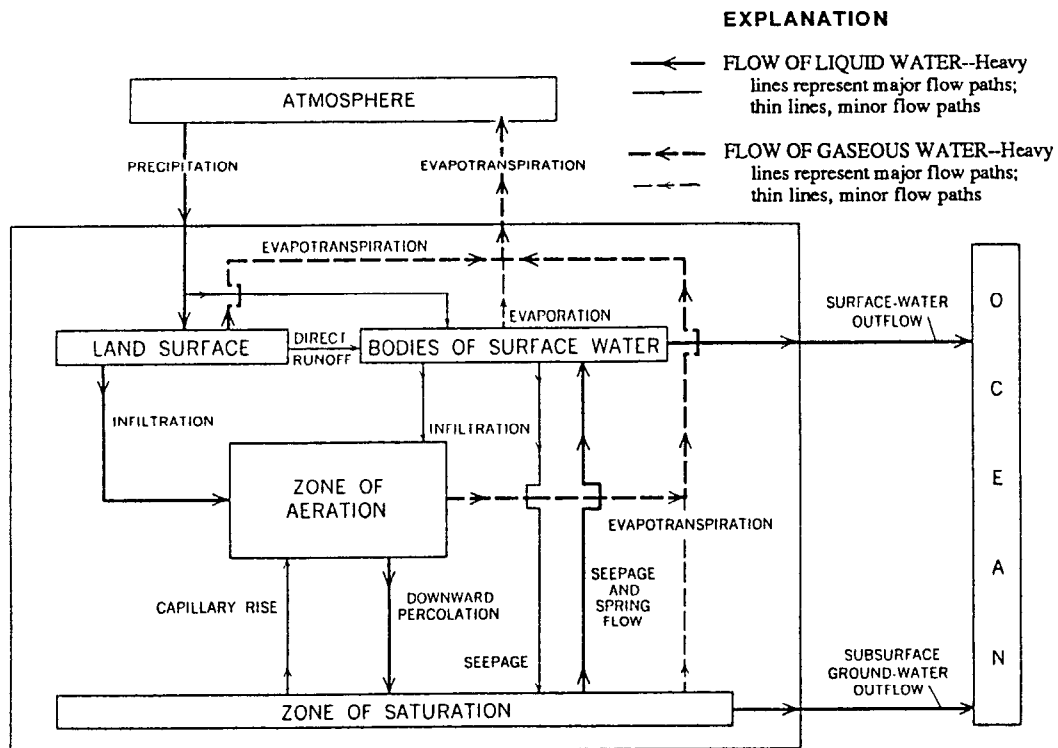 EXPLANATION
FLOW OF LIQUID WATER--Heavy
lines represent major flow paths;
thin lines, minor flow paths
FLOW OF GASEOUS WATER--Heavy
lines represent major flow paths;
thin lines, minor flow paths
ATMOSPHERE
PRECIPITATION
EVAPOTRANSPIRATION
EVAPOTRANSPIRATION
EVAPORATION
LAND SURFACE
DIRECT
RUNOFF
BODIES OF SURFACE WATER
SURFACE-WATER
OUTFLOW
INFILTRATION
INFILTRATION
ZONE OF
AERATION
EVAPOTRANSPIRATION
CAPILLARY RISE
DOWNWARD
PERCOLATION
SEEPAGE
SEEPAGE
AND
SPRING
FLOW
SUBSURFACE
GROUND-WATER
OUTFLOW
ZONE OF SATURATION
O
C
E
A
N